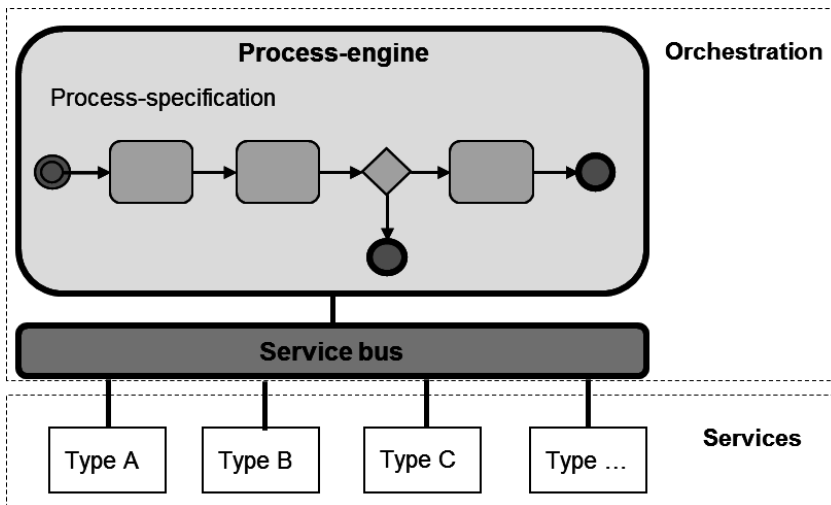 Process-engine
Orchestration
Process-specification
Service bus
Services
Type A
Type B
Type C
Type ...